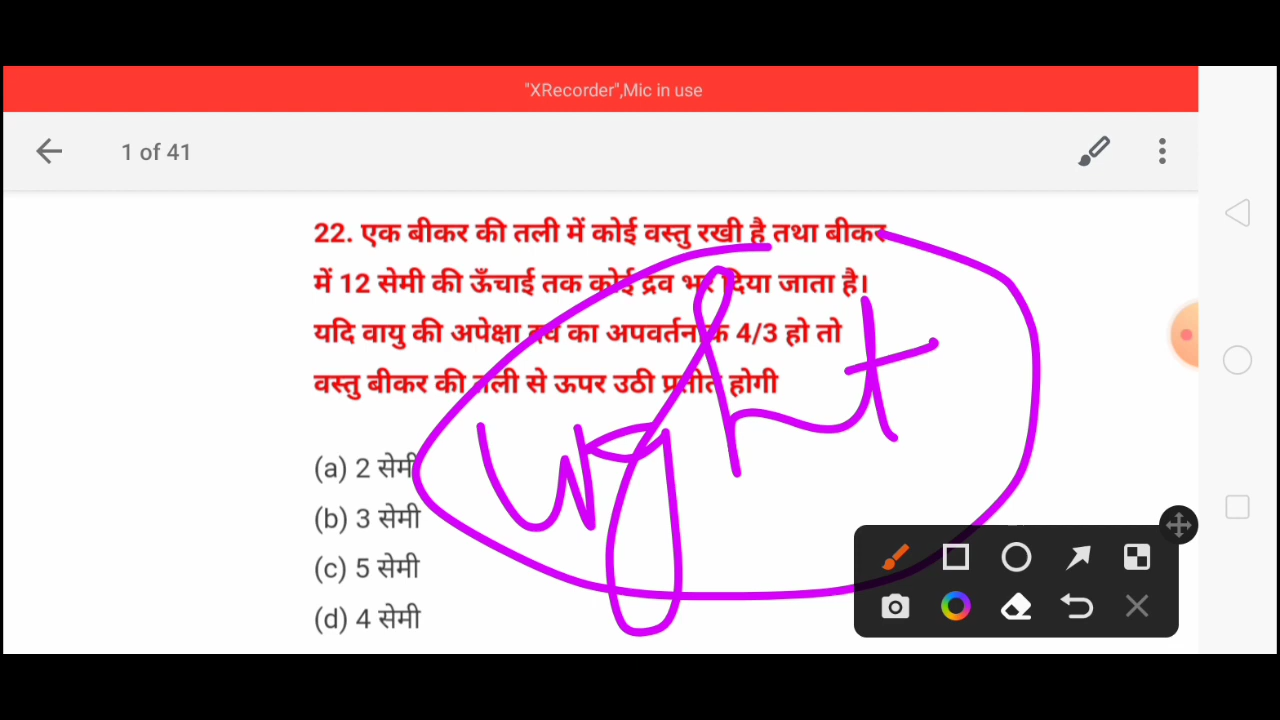 "XRecorder",Mic in use
1 of 41
22. एक बीकर की तली में कोई वस्तु रखी है तथा बीकर
में 12 सेमी की ऊँचाई तक कोई द्रव भर दिया जाता है।
यदि वायु की अपेक्षा द्रव का अपवर्तनांक 4/3 हो तो
वस्तु बीकर की तली से ऊपर उठी प्रतीत होगी
(a) 2 सेमी
(b) 3 सेमी
(c) 5 सेमी
(d) 4 सेमी